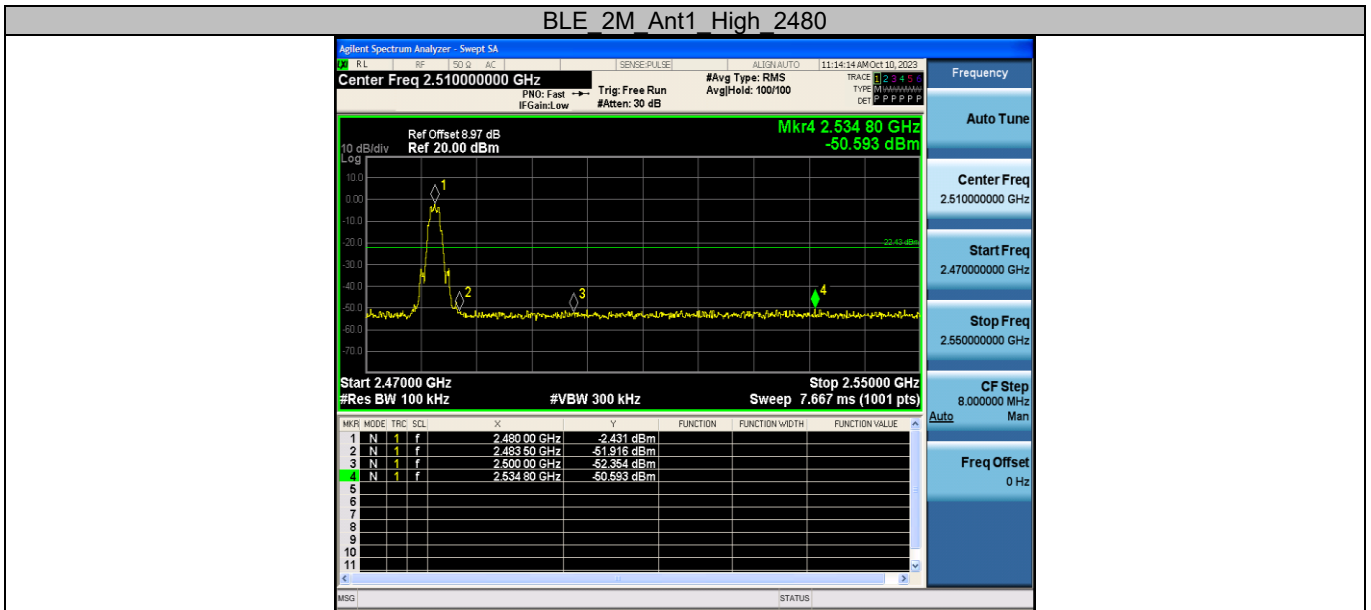 BLE_2M_Ant1_High_2480
Agilent Spectrum Analyzer - Swept SA
RL RF 50 Ω AC SENSE:PULSE ALIGN AUTO 11:14:14 AM Oct 10, 2023
Center Freq 2.510000000 GHz
PNO: Fast
IFGain:Low
Trig: Free Run
#Atten: 30 dB
#Avg Type: RMS
Avg|Hold: 100/100
TRACE 1 2 3 4 5 6
TYPE M
DET P P P P P P
Mkr4 2.534 80 GHz
-50.593 dBm
Ref Offset 8.97 dB
10 dB/div Ref 20.00 dBm
Log
10.0
0.00
-10.0
-20.0
-30.0
-40.0
-50.0
-60.0
-70.0
1
2
3
4
-22.43 dBm
Start 2.47000 GHz Stop 2.55000 GHz
#Res BW 100 kHz #VBW 300 kHz Sweep 7.667 ms (1001 pts)
MKR MODE TRC SCL X Y FUNCTION FUNCTION WIDTH FUNCTION VALUE
1 N 1 f 2.480 00 GHz -2.431 dBm
2 N 1 f 2.483 50 GHz -51.916 dBm
3 N 1 f 2.500 00 GHz -52.354 dBm
4 N 1 f 2.534 80 GHz -50.593 dBm
5
6
7
8
9
10
11
MSG STATUS
Frequency
Auto Tune
Center Freq
2.510000000 GHz
Start Freq
2.470000000 GHz
Stop Freq
2.550000000 GHz
CF Step
8.000000 MHz
Auto Man
Freq Offset
0 Hz